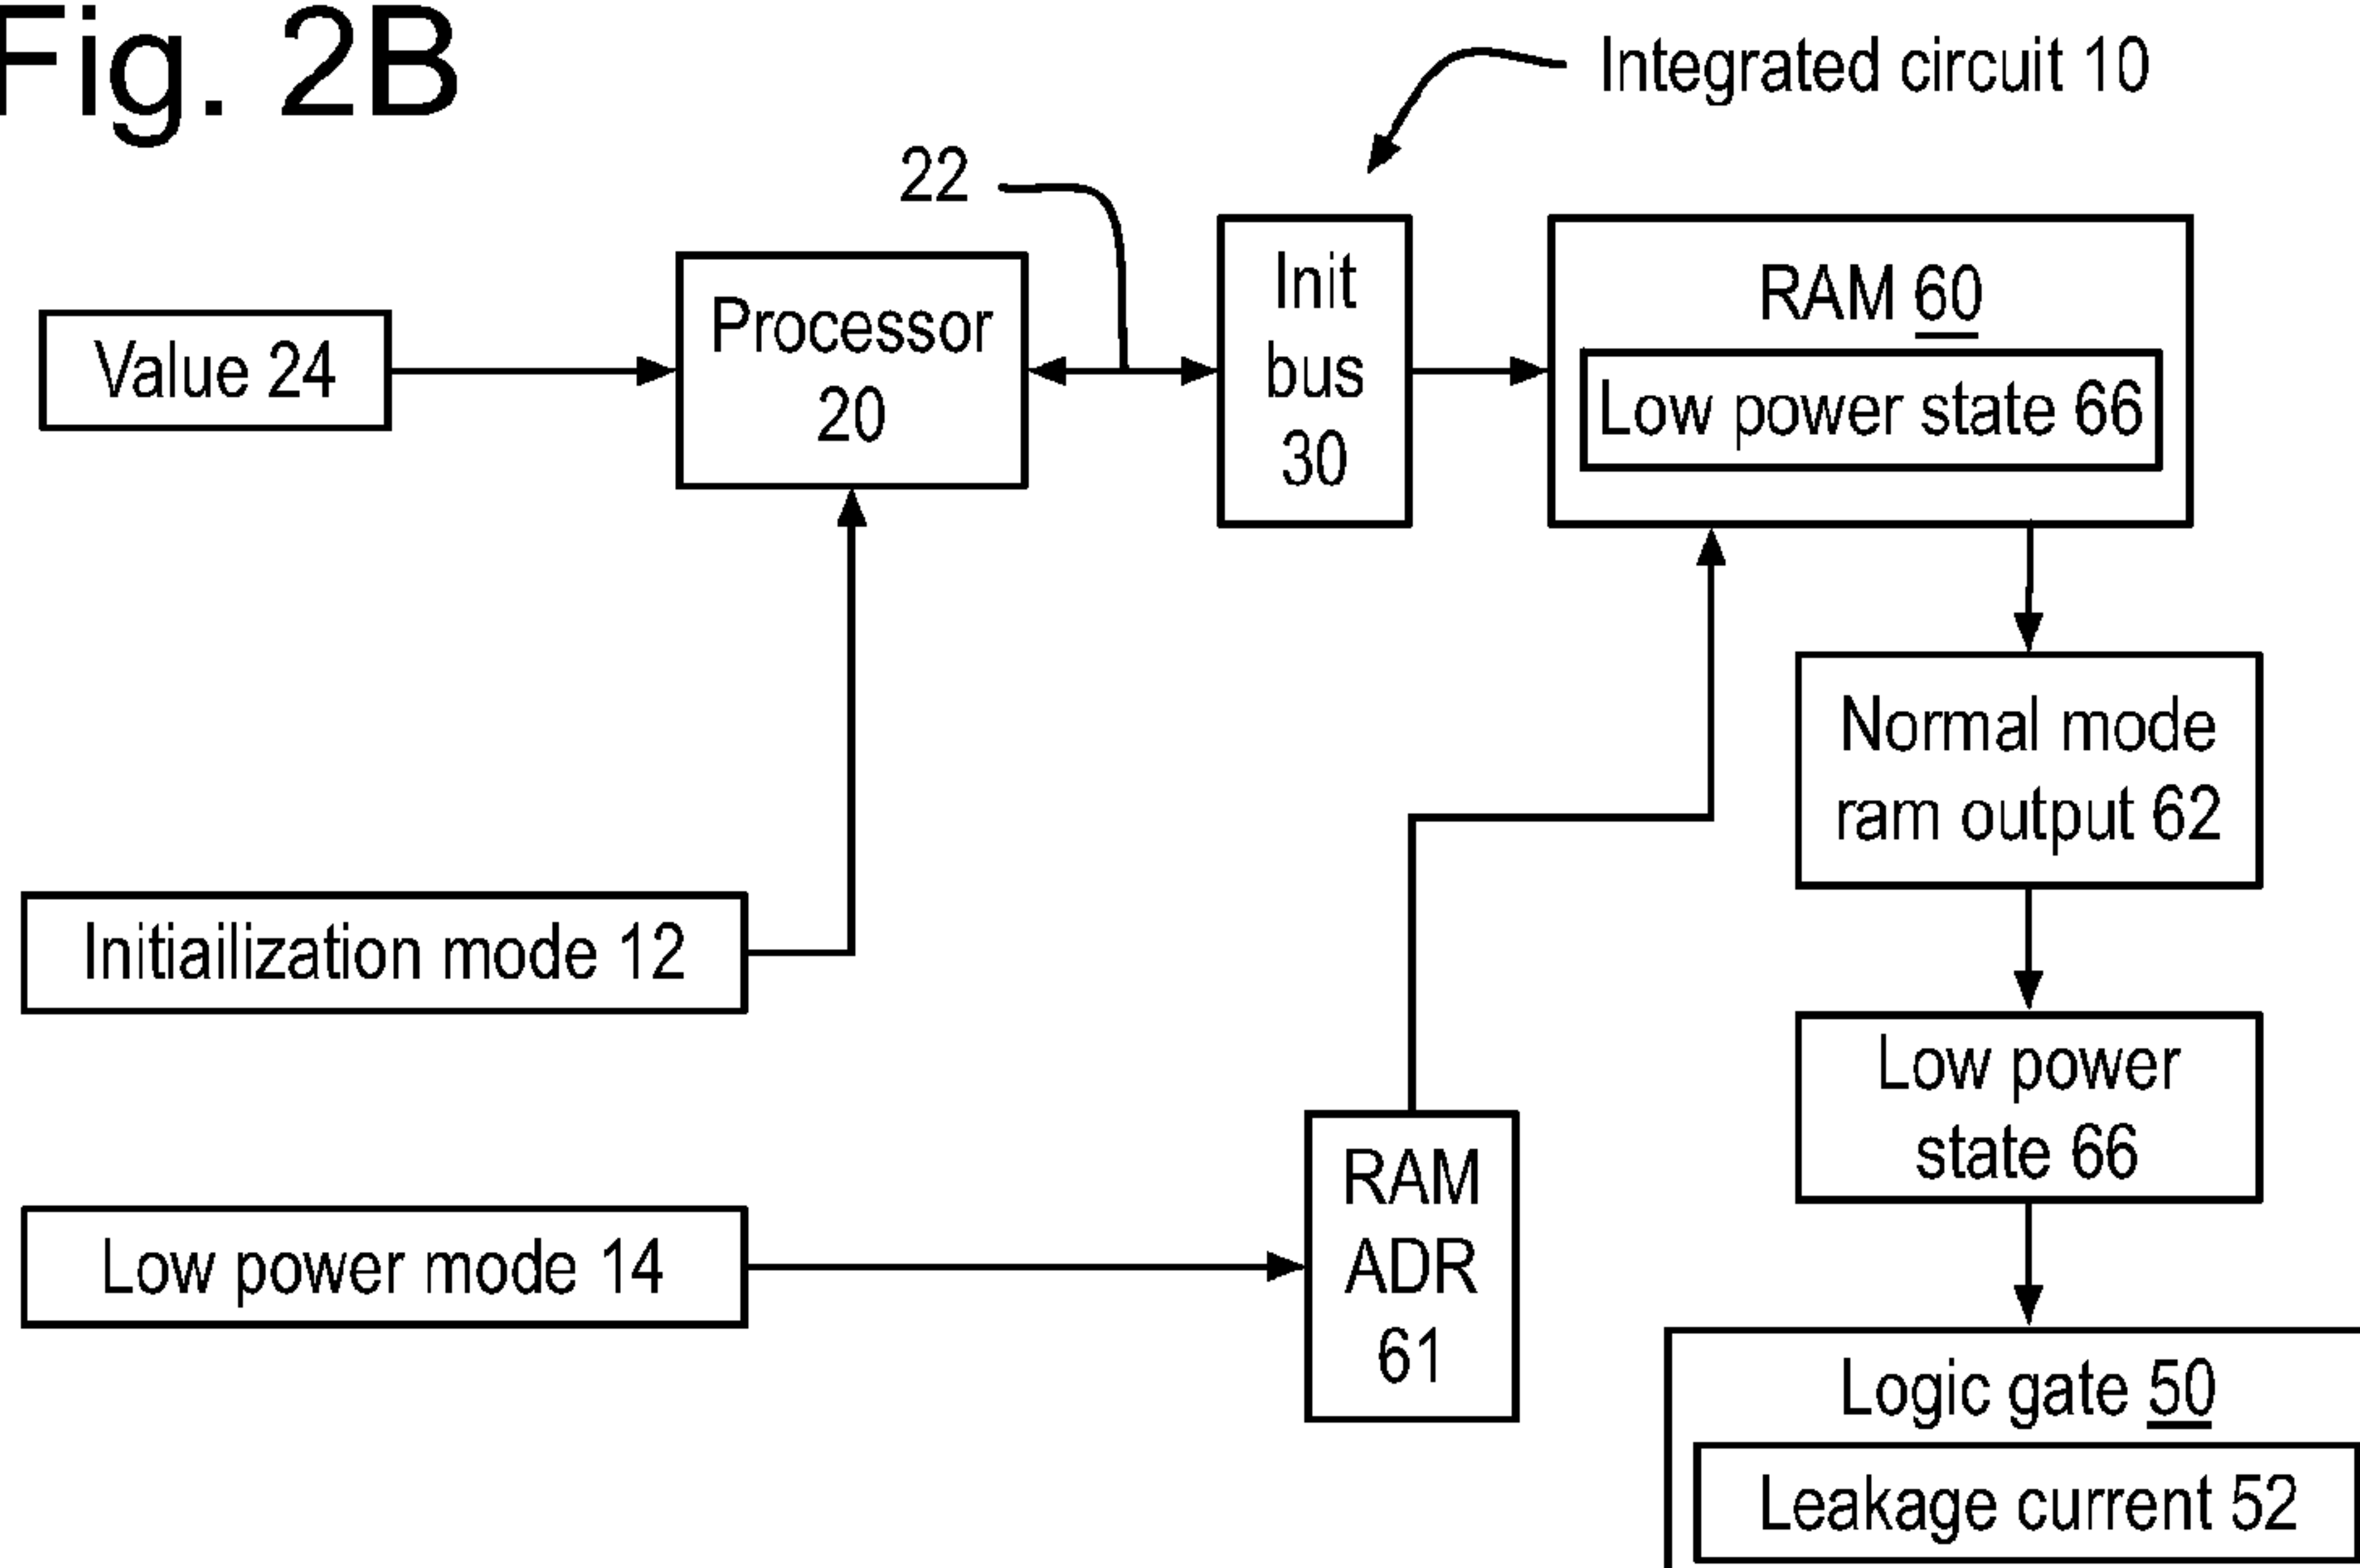 Fig. 2B
Integrated circuit 10
22
Value 24
Processor
20
Init
bus
30
RAM 60
Low power state 66
Normal mode
ram output 62
Initiailization mode 12
Low power
state 66
Low power mode 14
RAM
ADR
61
Logic gate 50
Leakage current 52